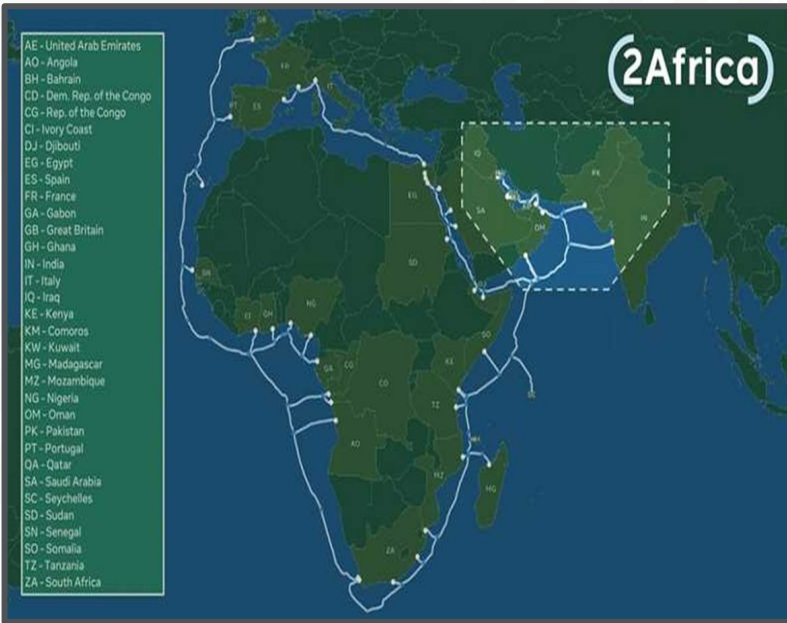 AE - United Arab Emirates
AO - Angola
BH - Bahrain
CD - Dem. Rep. of the Congo
CG - Rep. of the Congo
CI - Ivory Coast
DJ - Djibouti
EG - Egypt
ES - Spain
FR - France
GA - Gabon
GB - Great Britain
GH - Ghana
IN - India
IT - Italy
IQ - Iraq
KE - Kenya
KM - Comoros
KW - Kuwait
MG - Madagascar
MZ - Mozambique
NG - Nigeria
OM - Oman
PK - Pakistan
PT - Portugal
QA - Qatar
SA - Saudi Arabia
SC - Seychelles
SD - Sudan
SN - Senegal
SO - Somalia
TZ - Tanzania
ZA - South Africa
(2Africa)
GB
FR
IT
PT
ES
IQ
PK
EG
SA
OM
IN
SD
SN
NG
CI
GH
SO
GA
CG
KE
TZ
SC
AO
MZ
MG
ZA